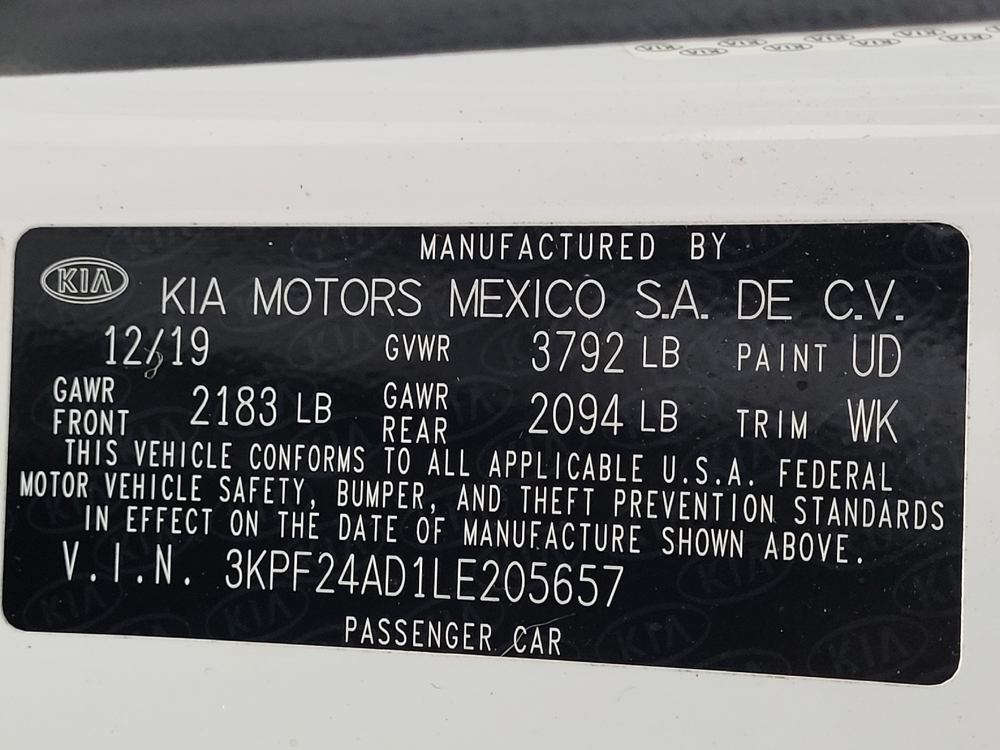 MANUFACTURED BY
KIA
KIA MOTORS MEXICO S.A. DE C.V.
12/19 GVWR 3792 LB PAINT UD
GAWR FRONT 2183 LB GAWR REAR 2094 LB TRIM WK
THIS VEHICLE CONFORMS TO ALL APPLICABLE U.S.A. FEDERAL
MOTOR VEHICLE SAFETY, BUMPER, AND THEFT PREVENTION STANDARDS
IN EFFECT ON THE DATE OF MANUFACTURE SHOWN ABOVE.
V.I.N. 3KPF24AD1LE205657
PASSENGER CAR